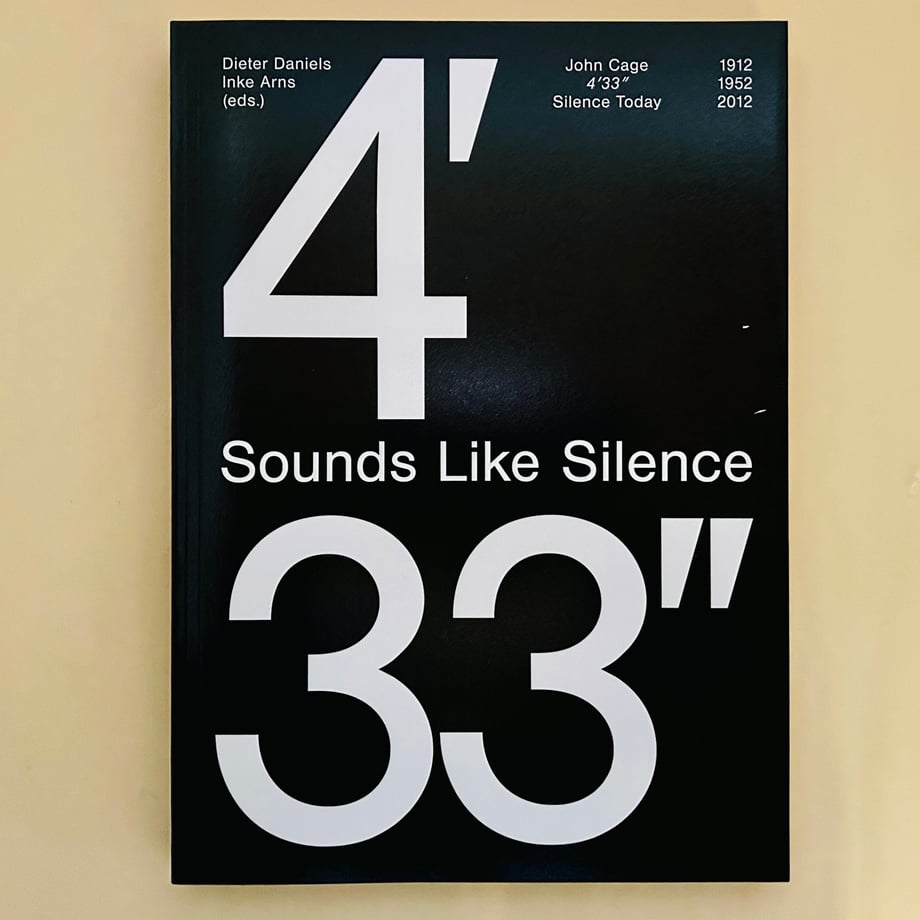 Dieter Daniels
Inke Arns
(eds.)
John Cage 1912
4′33″ 1952
Silence Today 2012
4′
Sounds Like Silence
33″